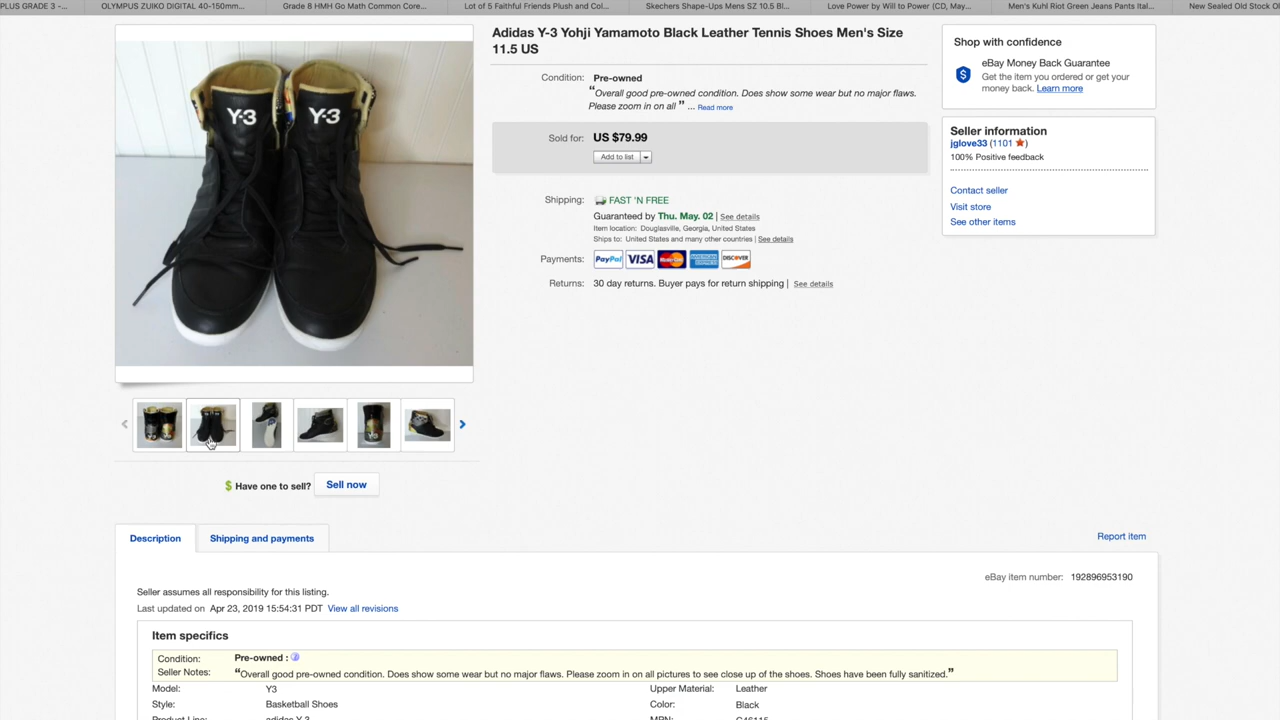 PLUS GRADE 3 -...
OLYMPUS ZUIKO DIGITAL 40-150mm...
Grade 8 HMH Go Math Common Core...
Lot of 5 Faithful Friends Plush and Col...
Skechers Shape-Ups Mens SZ 10.5 Bl...
Love Power by Will to Power (CD, May...
Men's Kuhl Riot Green Jeans Pants Ital...
New Sealed Old Stock O
Adidas Y-3 Yohji Yamamoto Black Leather Tennis Shoes Men's Size
11.5 US
Condition: Pre-owned
“Overall good pre-owned condition. Does show some wear but no major flaws.
Please zoom in on all ” ... Read more
Sold for: US $79.99
Add to list
Shipping: FAST 'N FREE
Guaranteed by Thu. May. 02 | See details
Item location: Douglasville, Georgia, United States
Ships to: United States and many other countries | See details
Payments: PayPal VISA MasterCard AMERICAN EXPRESS DISCOVER
Returns: 30 day returns. Buyer pays for return shipping | See details
Shop with confidence
eBay Money Back Guarantee
Get the item you ordered or get your
money back. Learn more
Seller information
jglove33 (1101 ★)
100% Positive feedback
Contact seller
Visit store
See other items
Y-3 Y-3
$ Have one to sell? Sell now
Description
Shipping and payments
Report item
eBay item number: 192896953190
Seller assumes all responsibility for this listing.
Last updated on Apr 23, 2019 15:54:31 PDT View all revisions
Item specifics
Condition: Pre-owned :
Seller Notes: “Overall good pre-owned condition. Does show some wear but no major flaws. Please zoom in on all pictures to see close up of the shoes. Shoes have been fully sanitized.”
Model: Y3 Upper Material: Leather
Style: Basketball Shoes Color: Black
Product Line: adidas Y-3 MPN: